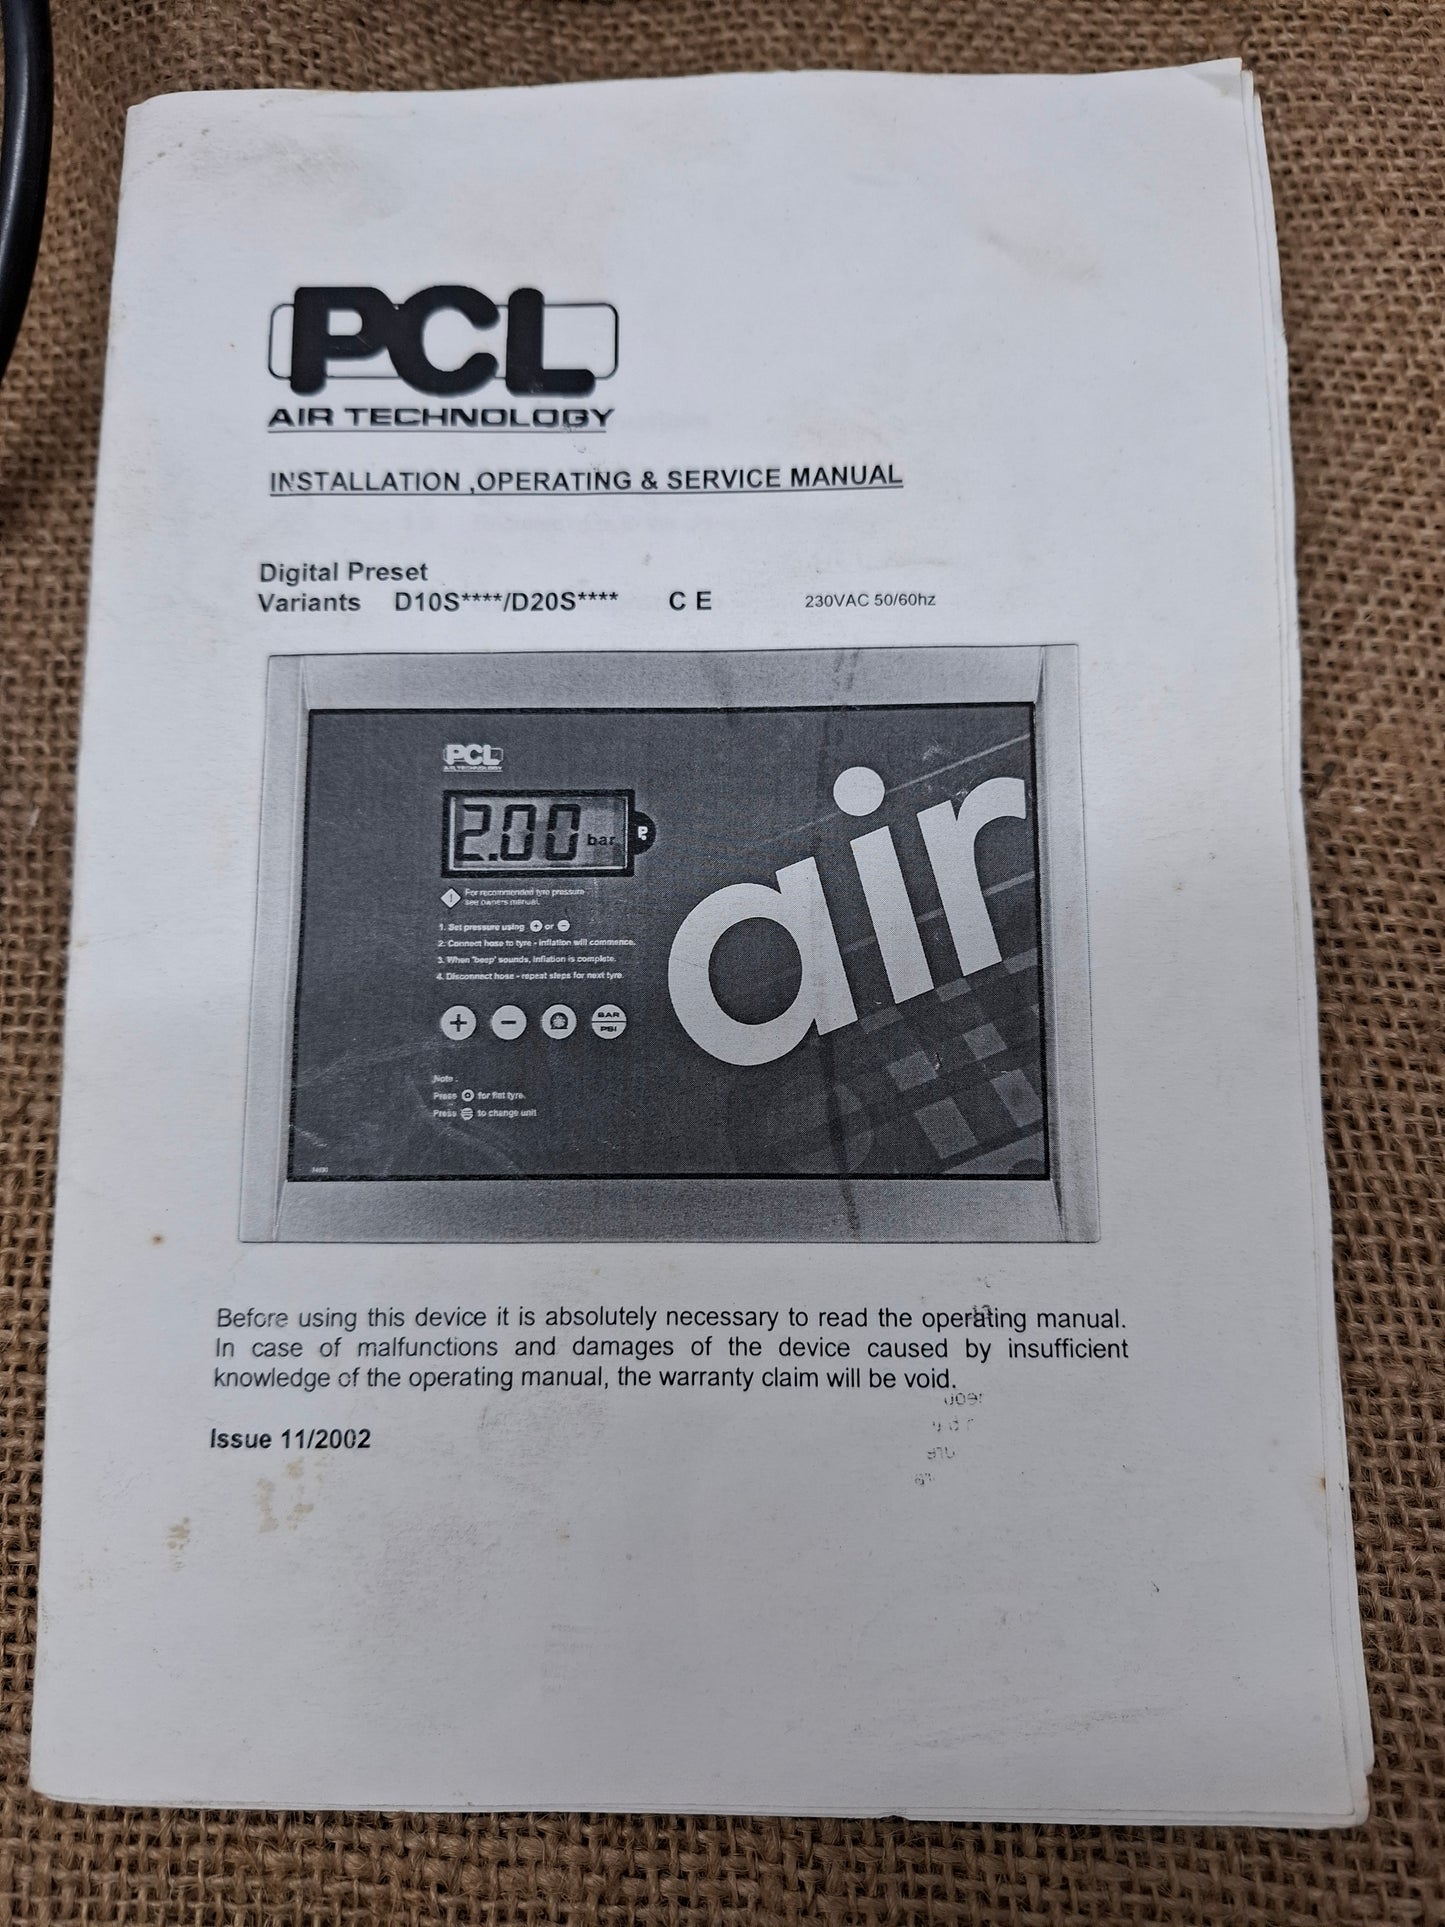 PCL
AIR TECHNOLOGY
INSTALLATION ,OPERATING & SERVICE MANUAL
Digital Preset
Variants D10S****/D20S**** C E 230VAC 50/60hz
PCL
AIR TECHNOLOGY
2.00 bar P
! For recommended tyre pressure
see owners manual.
1. Set pressure using + or -
2. Connect hose to tyre - inflation will commence.
3. When 'beep' sounds, inflation is complete.
4. Disconnect hose - repeat steps for next tyre.
+ - BAR
PSI
air
Note :
Press for flat tyre.
Press to change unit
Before using this device it is absolutely necessary to read the operating manual.
In case of malfunctions and damages of the device caused by insufficient
knowledge of the operating manual, the warranty claim will be void.
Issue 11/2002